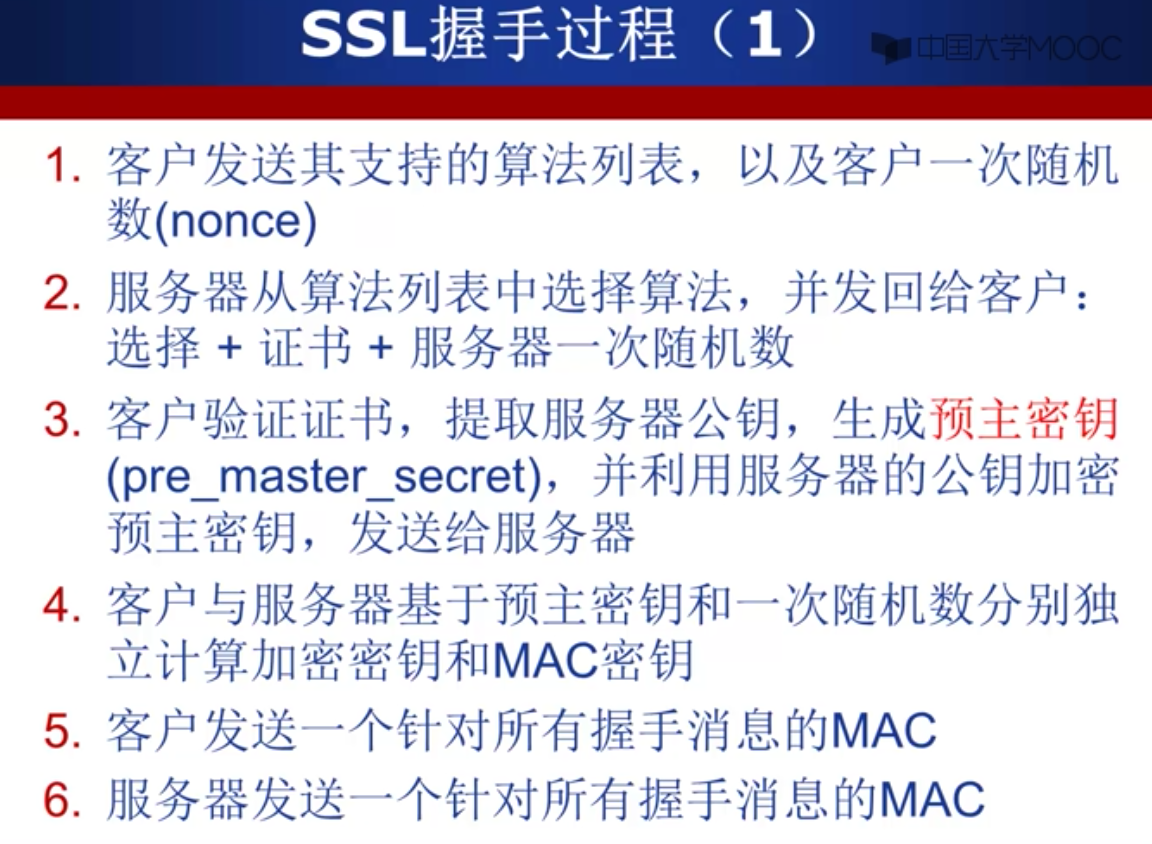 SSL握手过程（1）
中国大学MOOC
1. 客户发送其支持的算法列表，以及客户一次随机
数(nonce)
2. 服务器从算法列表中选择算法，并发回给客户：
选择 + 证书 + 服务器一次随机数
3. 客户验证证书，提取服务器公钥，生成预主密钥
(pre_master_secret)，并利用服务器的公钥加密
预主密钥，发送给服务器
4. 客户与服务器基于预主密钥和一次随机数分别独
立计算加密密钥和MAC密钥
5. 客户发送一个针对所有握手消息的MAC
6. 服务器发送一个针对所有握手消息的MAC